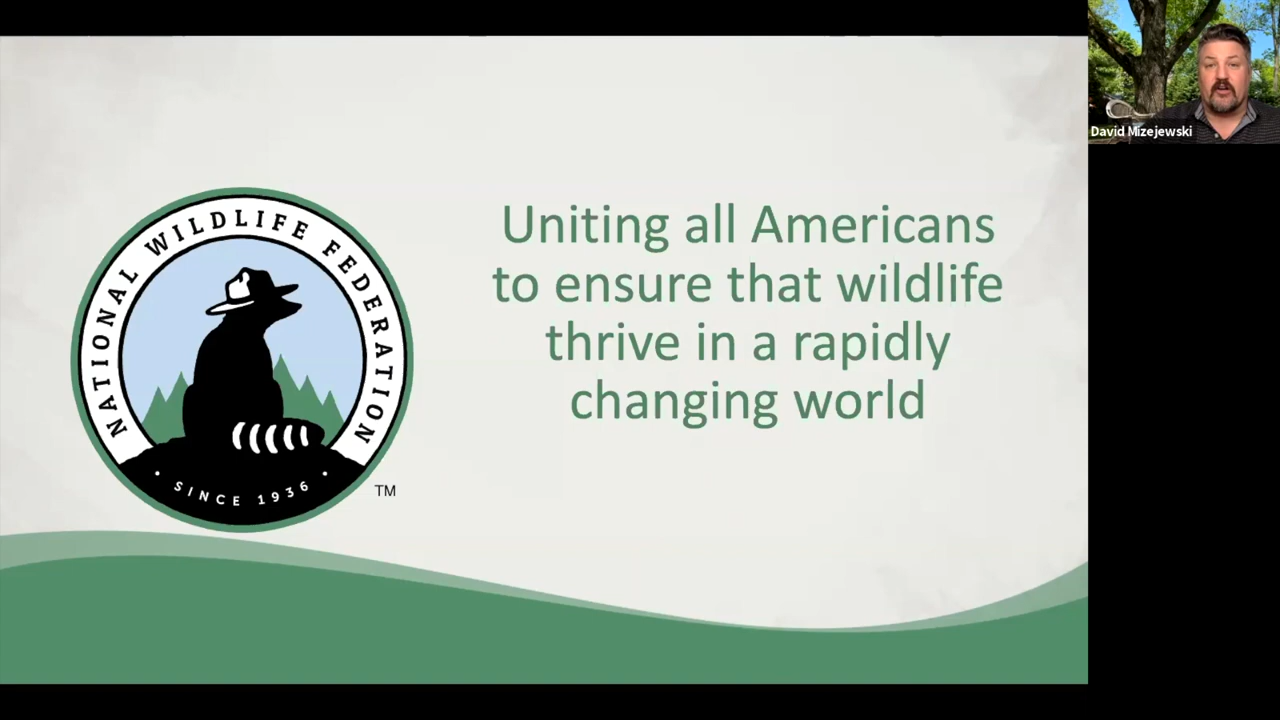 NATIONAL WILDLIFE FEDERATION
• SINCE 1936 •
TM
Uniting all Americans
to ensure that wildlife
thrive in a rapidly
changing world
David Mizejewski